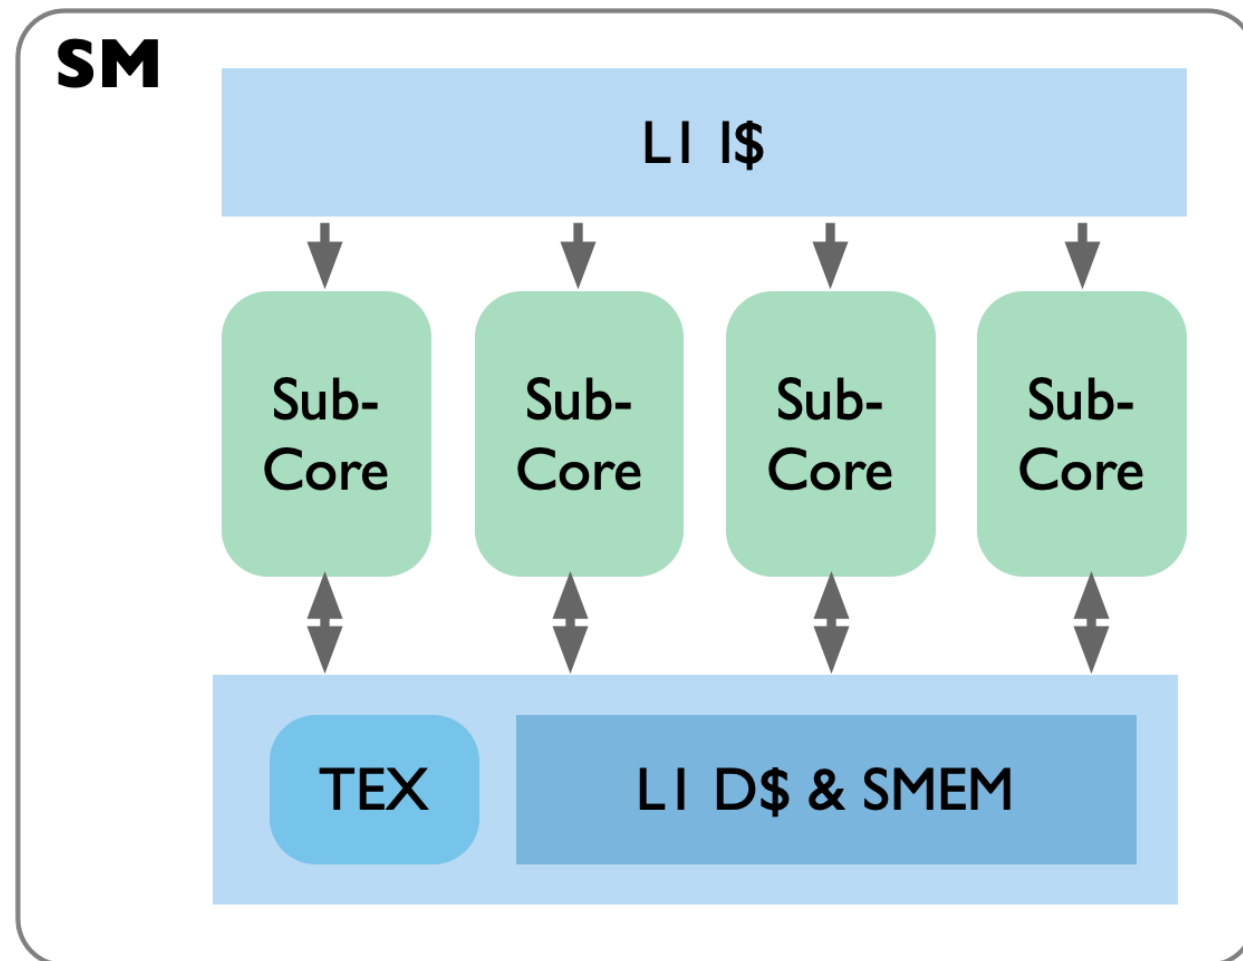 SM
L1 I$
Sub-
Core
Sub-
Core
Sub-
Core
Sub-
Core
TEX
L1 D$ & SMEM